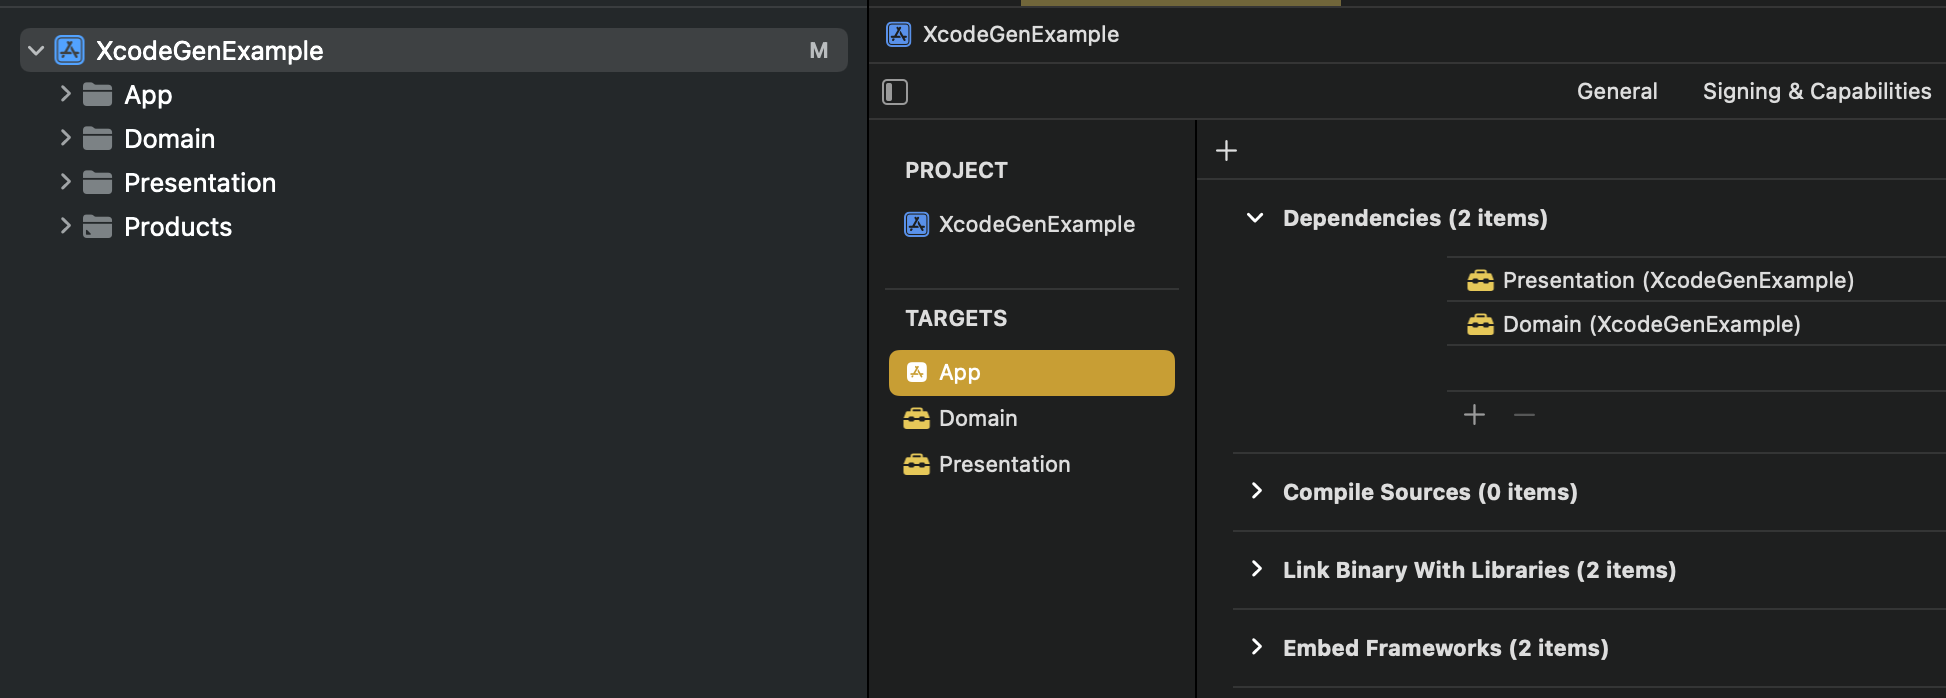 XcodeGenExample M
App
Domain
Presentation
Products
XcodeGenExample
General Signing & Capabilities
PROJECT
XcodeGenExample
TARGETS
App
Domain
Presentation
Dependencies (2 items)
Presentation (XcodeGenExample)
Domain (XcodeGenExample)
Compile Sources (0 items)
Link Binary With Libraries (2 items)
Embed Frameworks (2 items)